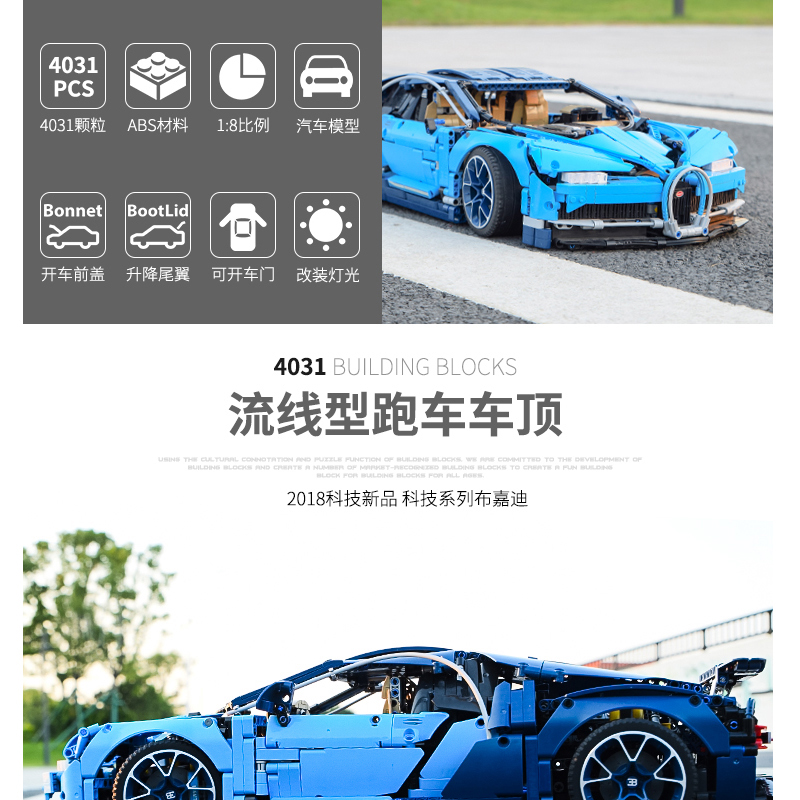 4031
PCS
4031颗粒
ABS材料
1:8比例
汽车模型
Bonnet
BootLid
开车前盖
升降尾翼
可开车门
改装灯光
4031 BUILDING BLOCKS
流线型跑车车顶
USING THE CULTURAL CONNOTATION AND PUZZLE FUNCTION OF BUILDING BLOCKS, WE ARE COMMITTED TO THE DEVELOPMENT OF
BUILDING BLOCKS AND CREATE A NUMBER OF MARKET-RECOGNIZED BUILDING BLOCKS TO CREATE A FUN BUILDING
BLOCK FOR BUILDING BLOCKS FOR ALL AGES.
2018科技新品 科技系列布嘉迪